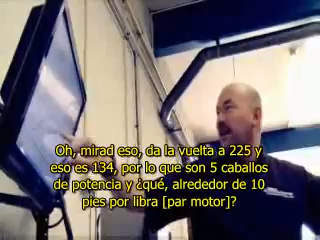 Oh, mirad eso, da la vuelta a 225 y
eso es 134, por lo que son 5 caballos
de potencia y ¿qué, alrededor de 10
pies por libra [par motor]?